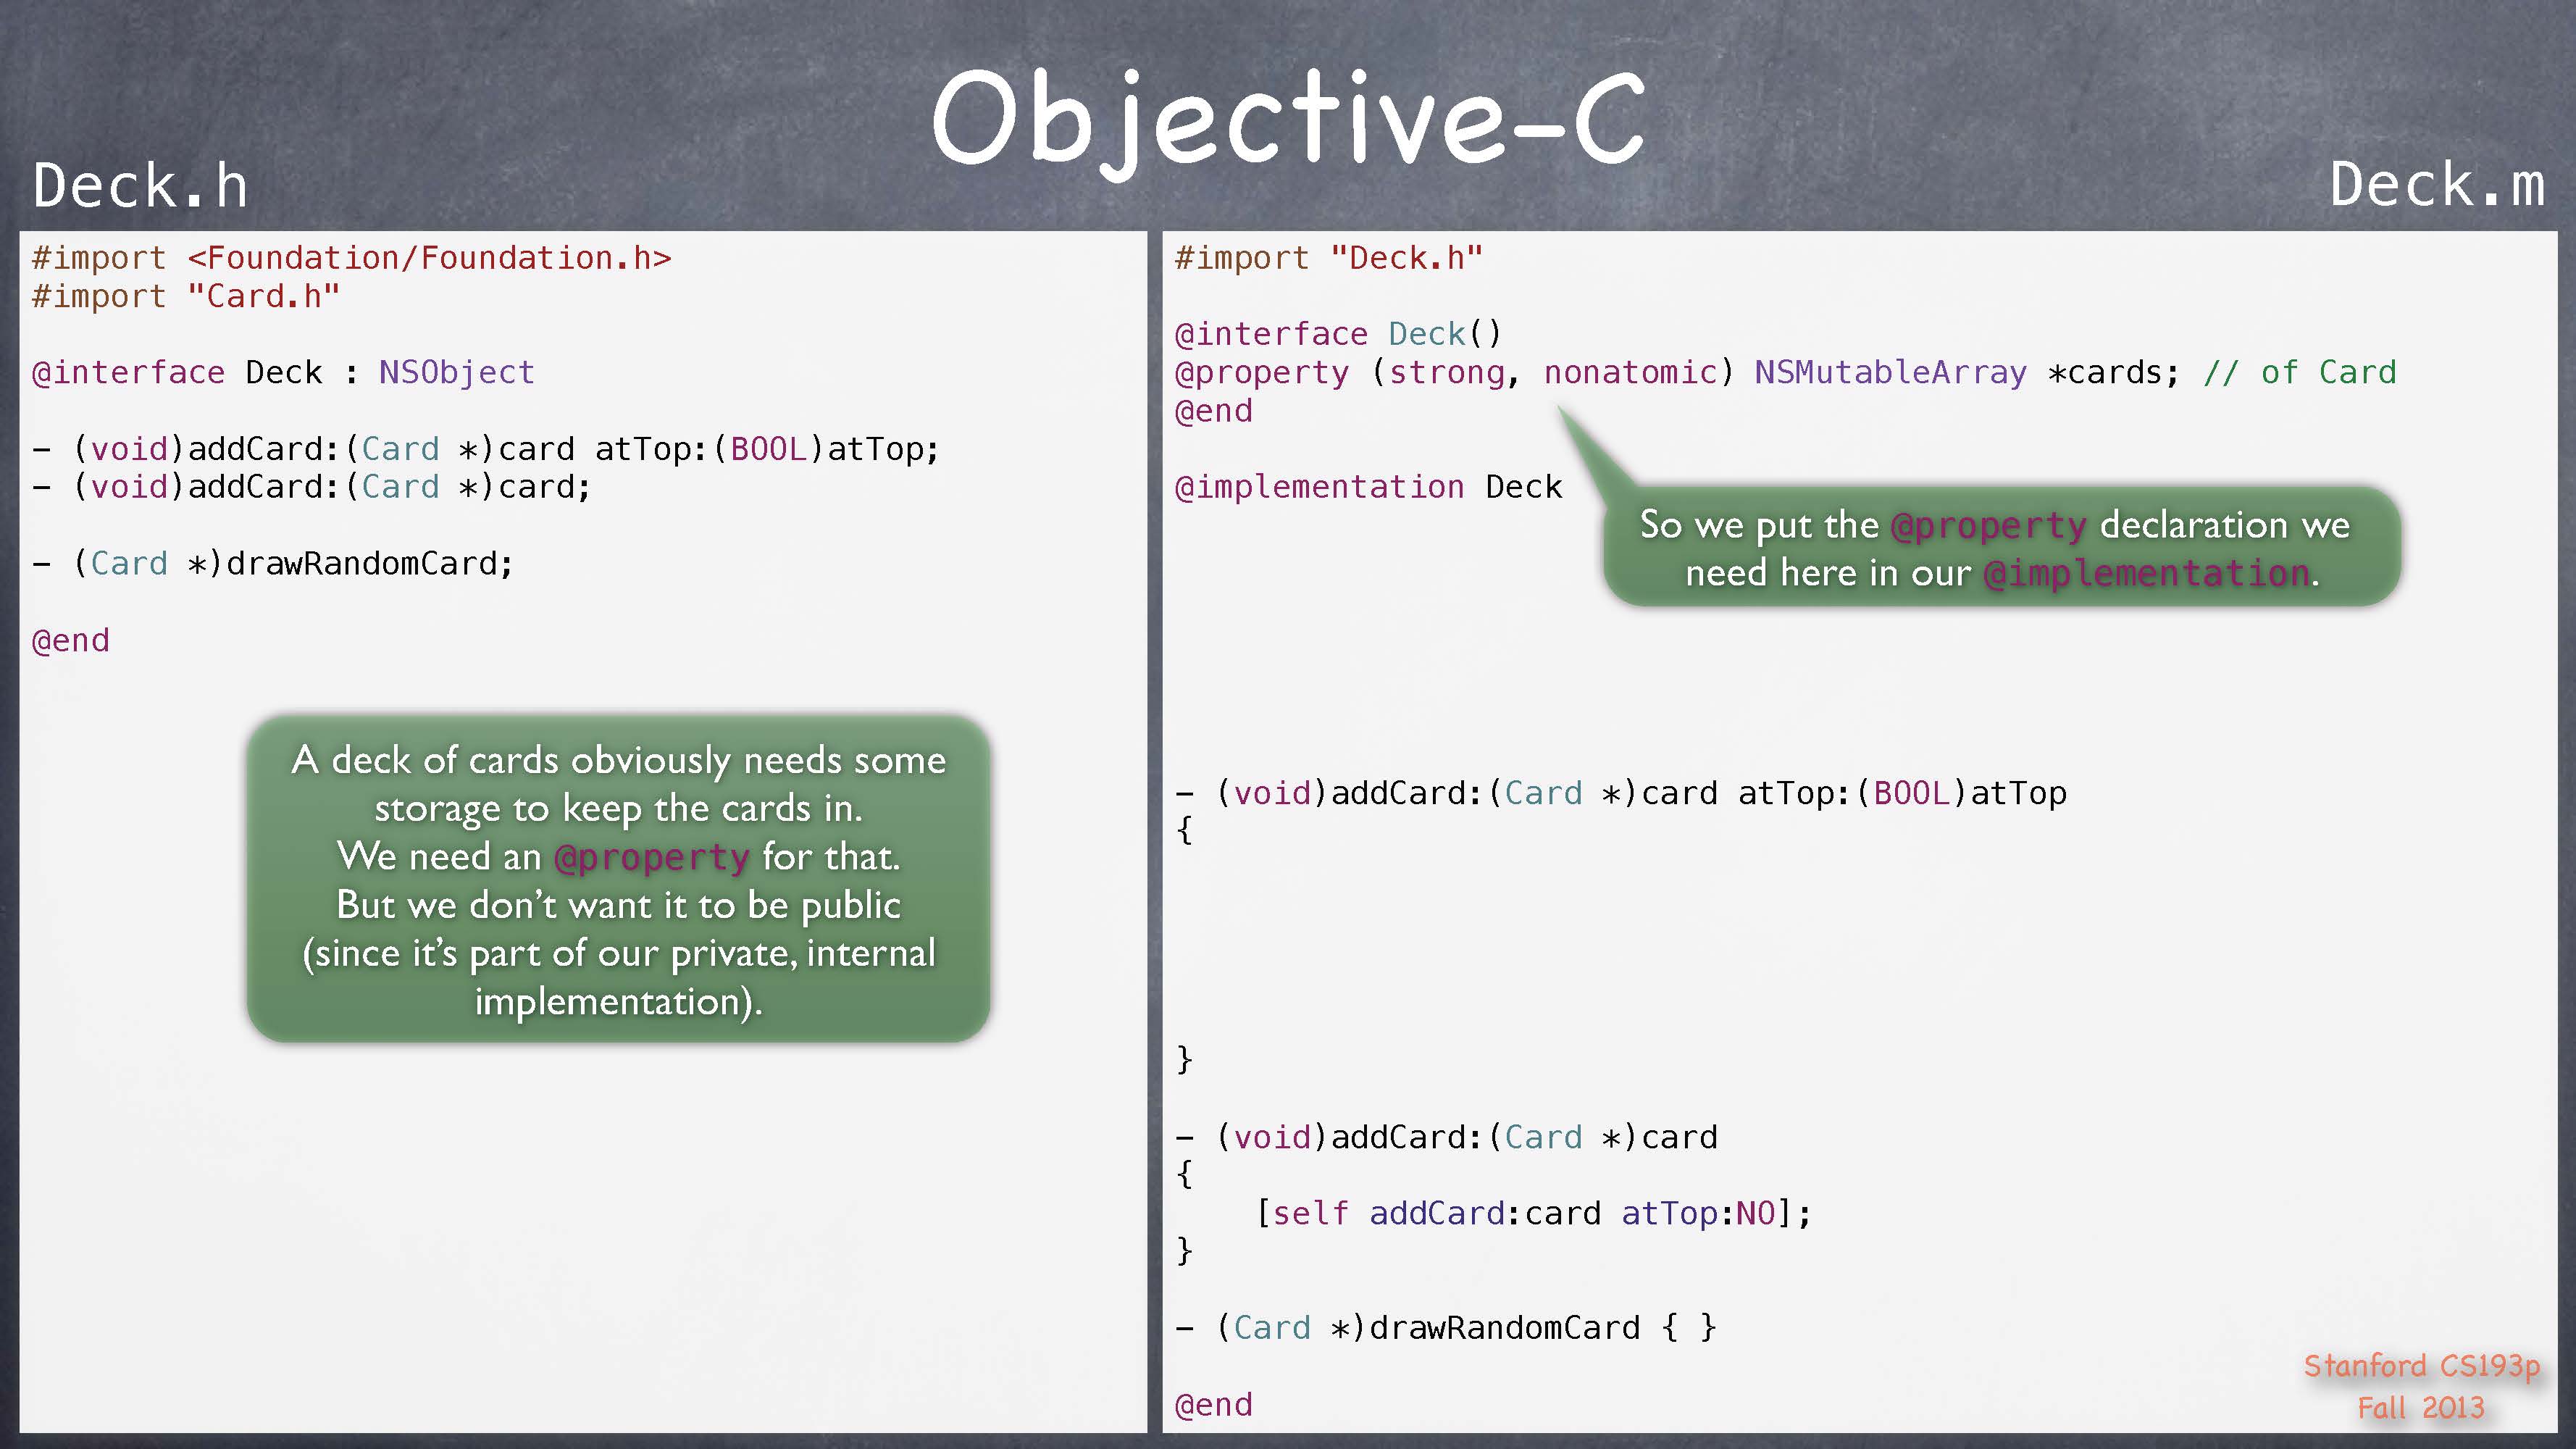 Objective-C
Deck.h
#import <Foundation/Foundation.h>
#import "Card.h"
@interface Deck : NSObject
- (void)addCard:(Card *)card atTop:(BOOL)atTop;
- (void)addCard:(Card *)card;
- (Card *)drawRandomCard;
@end
A deck of cards obviously needs some
storage to keep the cards in.
We need an @property for that.
But we don't want it to be public
(since it's part of our private, internal
implementation).
Deck.m
#import "Deck.h"
@interface Deck()
@property (strong, nonatomic) NSMutableArray *cards; // of Card
@end
@implementation Deck
So we put the @property declaration we
need here in our @implementation.
- (void)addCard:(Card *)card atTop:(BOOL)atTop
{
}
- (void)addCard:(Card *)card
{
    [self addCard:card atTop:NO];
}
- (Card *)drawRandomCard { }
@end
Stanford CS193p
Fall 2013